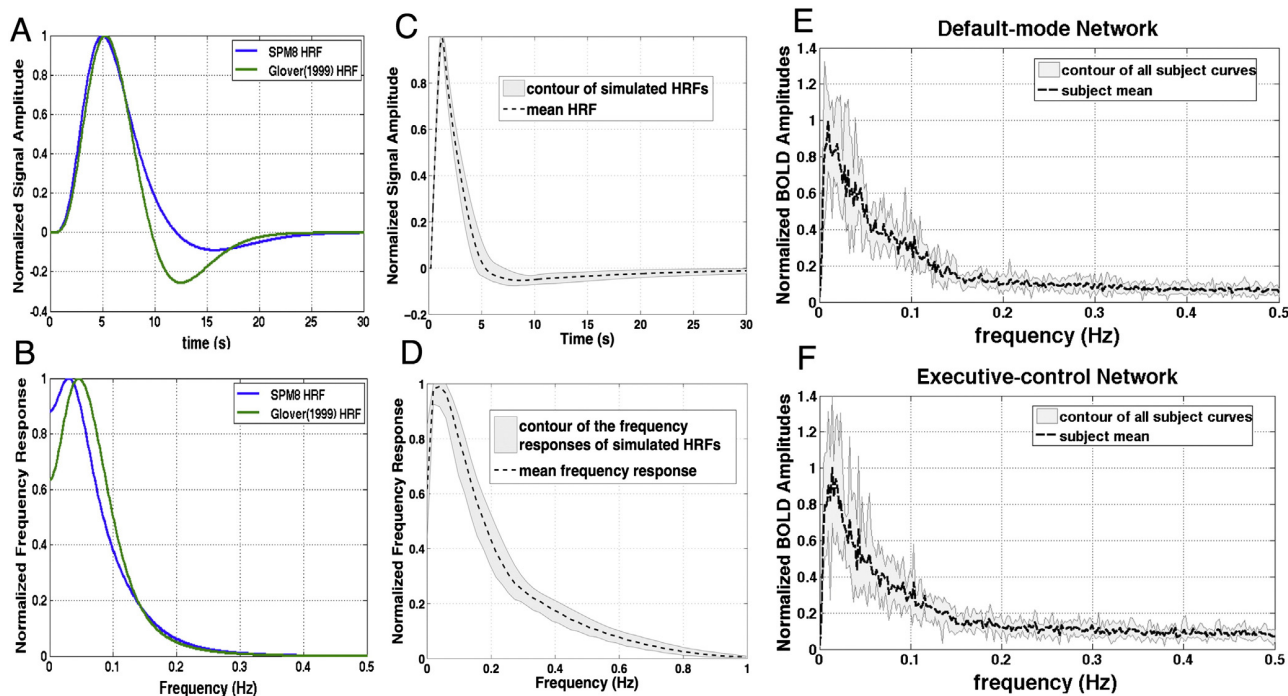 A
Normalized Signal Amplitude
1
0.8
0.6
0.4
0.2
0
-0.2
-0.4
SPM8 HRF
Glover(1999) HRF
0 5 10 15 20 25 30
time (s)
B
Normalized Frequency Response
1
0.8
0.6
0.4
0.2
0
SPM8 HRF
Glover(1999) HRF
0 0.1 0.2 0.3 0.4 0.5
Frequency (Hz)
C
Normalized Signal Amplitude
1
0.8
0.6
0.4
0.2
0
−0.2
contour of simulated HRFs
mean HRF
0 5 10 15 20 25 30
Time (s)
D
Normalized Frequency Response
1
0.8
0.6
0.4
0.2
0
contour of the frequency
responses of simulated HRFs
mean frequency response
0 0.2 0.4 0.6 0.8 1
Frequency (Hz)
E
Default-mode Network
Normalized BOLD Amplitudes
1.4
1.2
1
0.8
0.6
0.4
0.2
0
contour of all subject curves
subject mean
0 0.1 0.2 0.3 0.4 0.5
frequency (Hz)
F
Executive-control Network
Normalized BOLD Amplitudes
1.4
1.2
1
0.8
0.6
0.4
0.2
0
contour of all subject curves
subject mean
0 0.1 0.2 0.3 0.4 0.5
frequency (Hz)